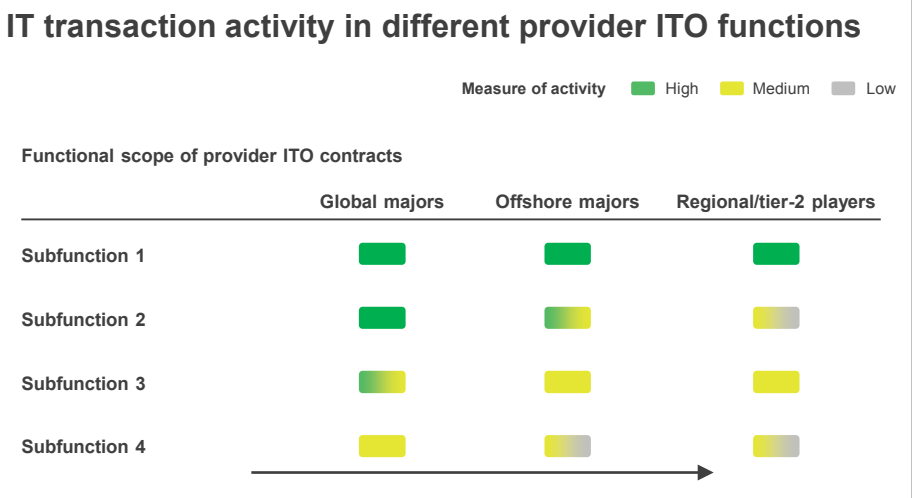 IT transaction activity in different provider ITO functions
Measure of activity High Medium Low
Functional scope of provider ITO contracts
Global majors Offshore majors Regional/tier-2 players
Subfunction 1
Subfunction 2
Subfunction 3
Subfunction 4